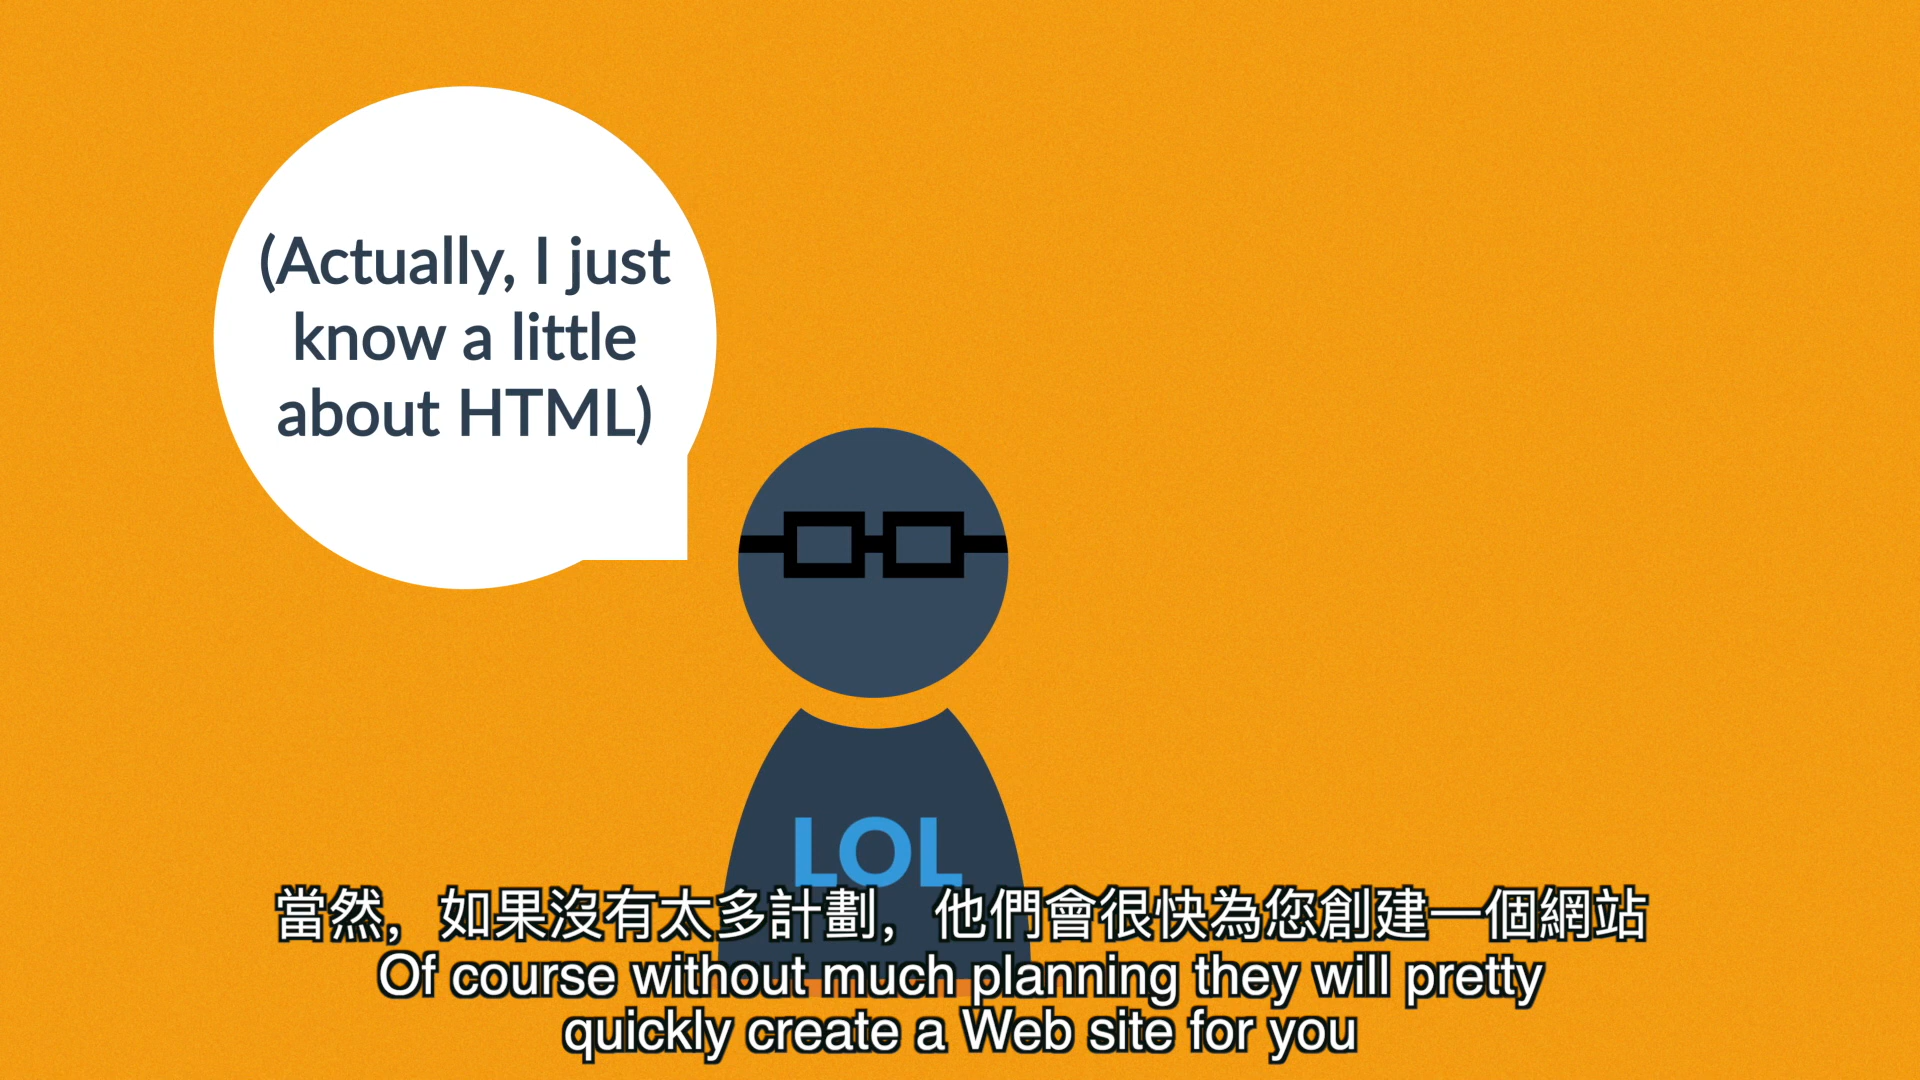 (Actually, I just
know a little
about HTML)
LOL
當然，如果沒有太多計劃，他們會很快為您創建一個網站
Of course without much planning they will pretty
quickly create a Web site for you